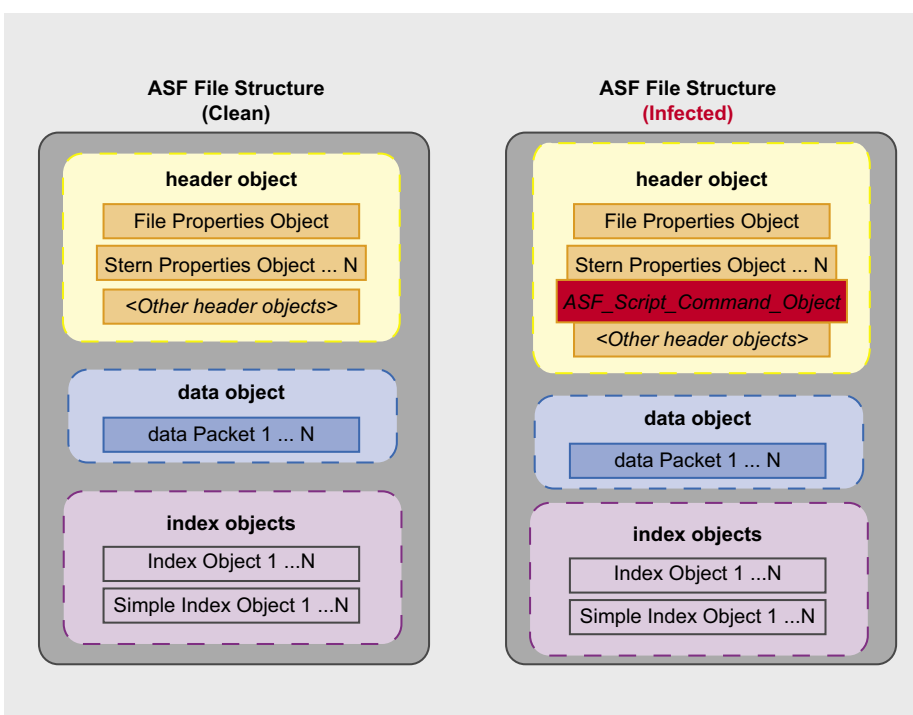 ASF File Structure
(Clean)
header object
File Properties Object
Stern Properties Object ... N
<Other header objects>
data object
data Packet 1 ... N
index objects
Index Object 1 ...N
Simple Index Object 1 ...N
ASF File Structure
(Infected)
header object
File Properties Object
Stern Properties Object ... N
ASF_Script_Command_Object
<Other header objects>
data object
data Packet 1 ... N
index objects
Index Object 1 ...N
Simple Index Object 1 ...N